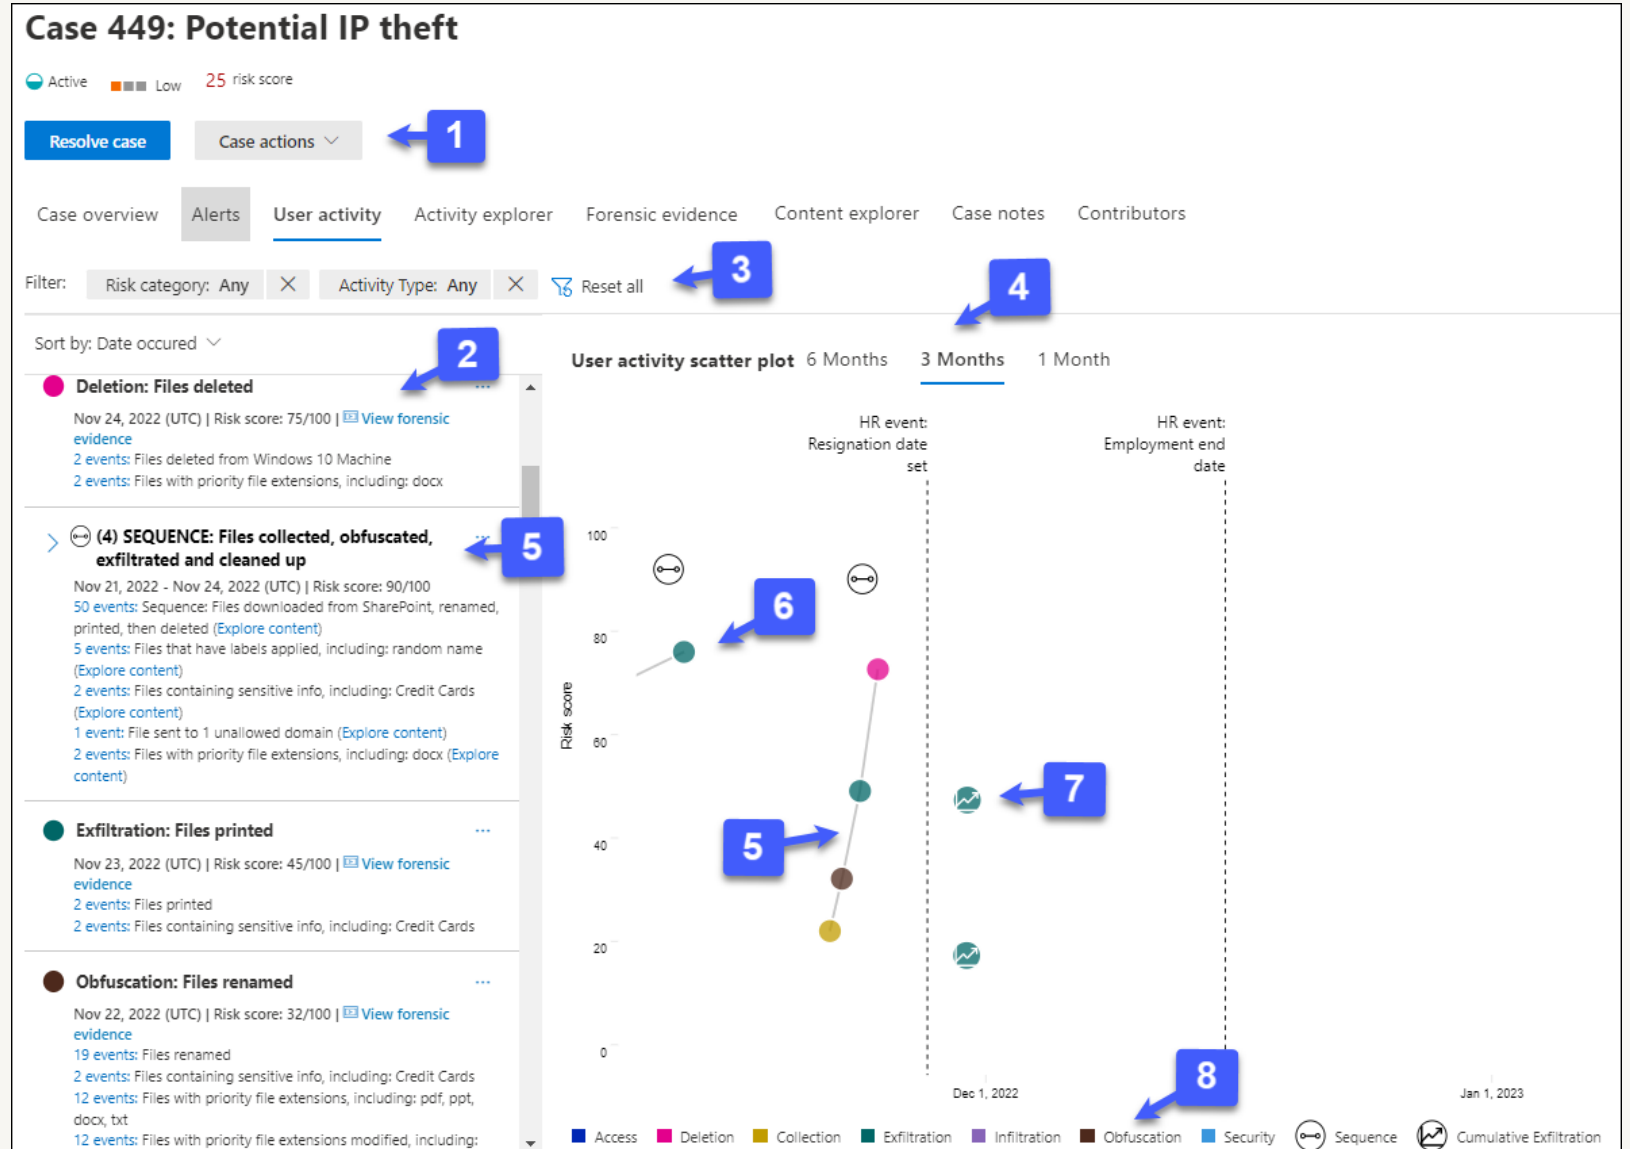 Case 449: Potential IP theft
Active Low 25 risk score
Resolve case Case actions 1
Case overview Alerts User activity Activity explorer Forensic evidence Content explorer Case notes Contributors
Filter: Risk category: Any Activity Type: Any Reset all 3
4
Sort by: Date occured
2
Deletion: Files deleted
Nov 24, 2022 (UTC) | Risk score: 75/100 | View forensic
evidence
2 events: Files deleted from Windows 10 Machine
2 events: Files with priority file extensions, including: docx
(4) SEQUENCE: Files collected, obfuscated,
exfiltrated and cleaned up
5
Nov 21, 2022 - Nov 24, 2022 (UTC) | Risk score: 90/100
50 events: Sequence: Files downloaded from SharePoint, renamed,
printed, then deleted (Explore content)
5 events: Files that have labels applied, including: random name
(Explore content)
2 events: Files containing sensitive info, including: Credit Cards
(Explore content)
1 event: File sent to 1 unallowed domain (Explore content)
2 events: Files with priority file extensions, including: docx (Explore
content)
Exfiltration: Files printed
Nov 23, 2022 (UTC) | Risk score: 45/100 | View forensic
evidence
2 events: Files printed
2 events: Files containing sensitive info, including: Credit Cards
Obfuscation: Files renamed
Nov 22, 2022 (UTC) | Risk score: 32/100 | View forensic
evidence
19 events: Files renamed
2 events: Files containing sensitive info, including: Credit Cards
12 events: Files with priority file extensions, including: pdf, ppt,
docx, txt
12 events: Files with priority file extensions modified, including:
User activity scatter plot 6 Months 3 Months 1 Month
HR event:
Resignation date
set
HR event:
Employment end
date
Risk score
100
80
60
40
20
0
6
7
5
8
Dec 1, 2022 Jan 1, 2023
Access Deletion Collection Exfiltration Infiltration Obfuscation Security Sequence Cumulative Exfiltration